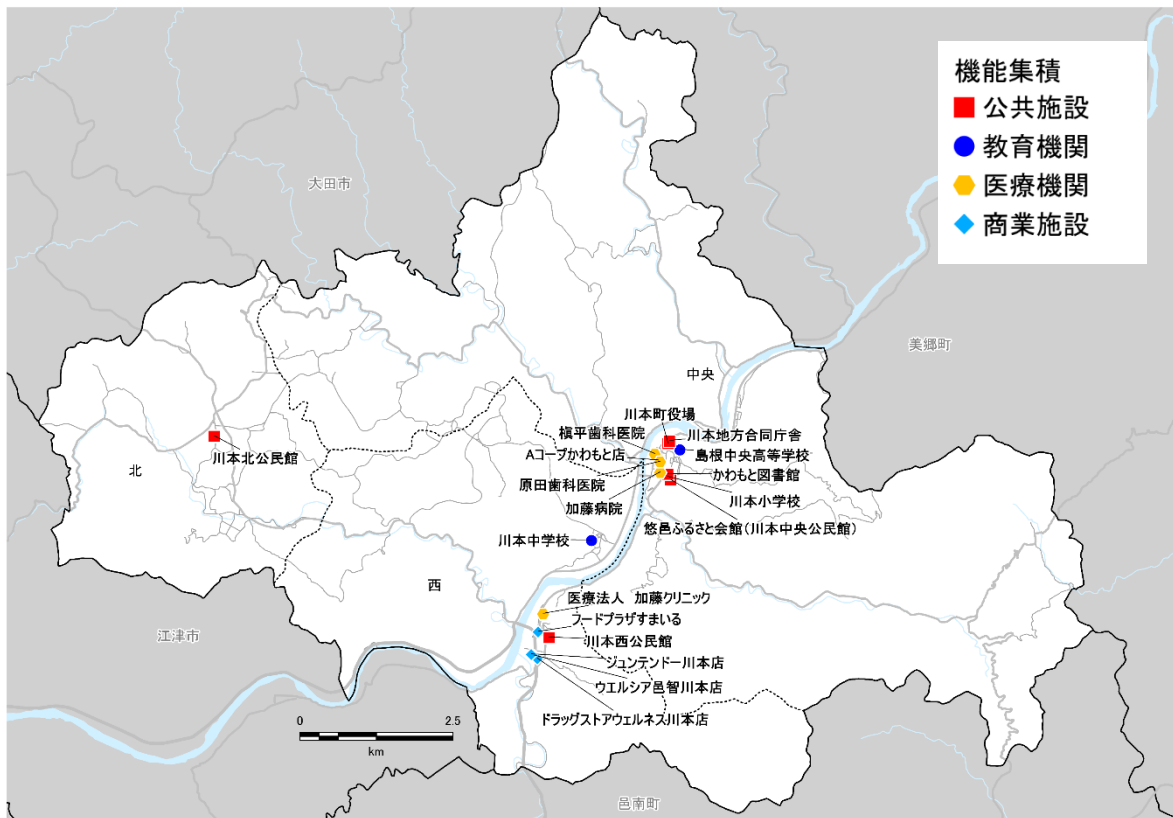 機能集積
公共施設
教育機関
医療機関
商業施設
大田市
美郷町
中央
川本町役場
槇平歯科医院
川本地方合同庁舎
Aコープかわもと店
島根中央高等学校
川本北公民館
北
原田歯科医院
かわもと図書館
加藤病院
川本小学校
悠邑ふるさと会館(川本中央公民館)
川本中学校
西
医療法人 加藤クリニック
フードプラザすまいる
川本西公民館
江津市
ジュンテンドー川本店
ウエルシア邑智川本店
ドラッグストアウェルネス川本店
0 2.5
km
邑南町